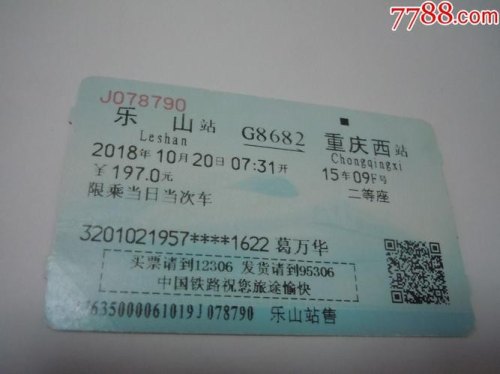 7788.com
J078790
乐山站 G8682 重庆西站
Leshan Chongqingxi
2018年10月20日07:31开 15车09F号
￥197.0元 二等座
限乘当日当次车
3201021957****1622 葛万华
买票请到12306 发货请到95306
中国铁路祝您旅途愉快
7635000061019J078790 乐山站售